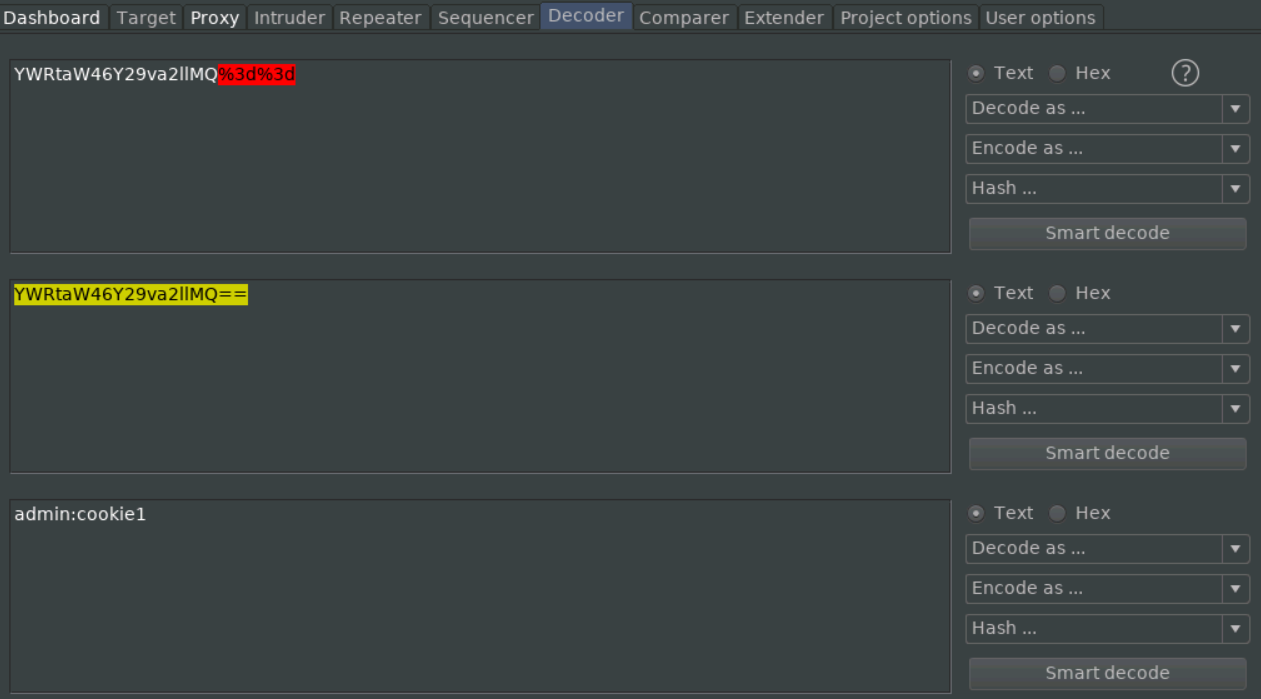 Dashboard Target Proxy Intruder Repeater Sequencer Decoder Comparer Extender Project options User options
YWRtaW46Y29va2llMQ%3d%3d
Text Hex ?
Decode as ...
Encode as ...
Hash ...
Smart decode
YWRtaW46Y29va2llMQ==
Text Hex
Decode as ...
Encode as ...
Hash ...
Smart decode
admin:cookie1
Text Hex
Decode as ...
Encode as ...
Hash ...
Smart decode